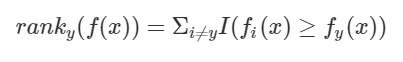 rank_y(f(x)) = Σ_{i≠y} I(f_i(x) ≥ f_y(x))